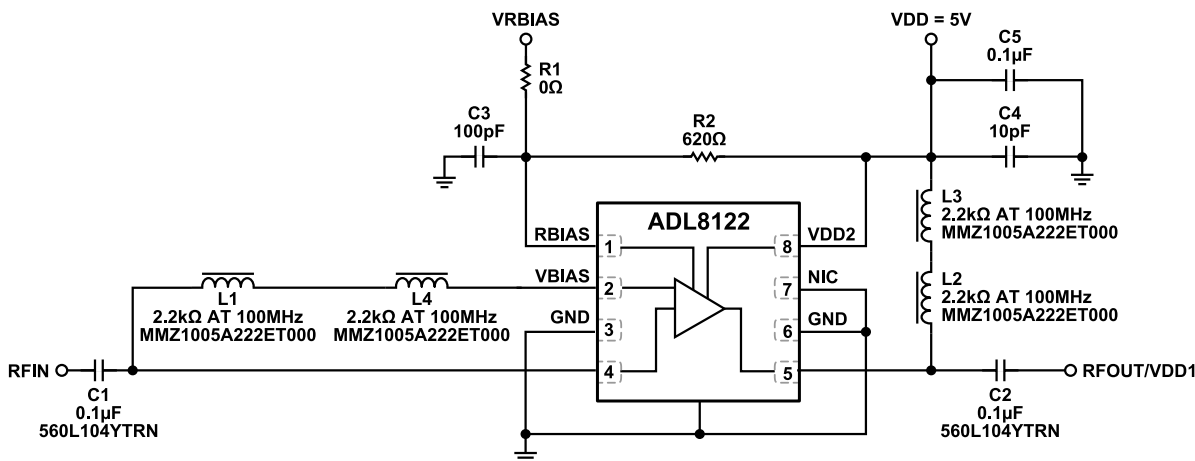 VRBIAS
VDD = 5V
R1
0Ω
C5
0.1µF
C3
100pF
R2
620Ω
C4
10pF
L3
2.2kΩ AT 100MHz
MMZ1005A222ET000
ADL8122
RBIAS
1
8
VDD2
VBIAS
2
7
NIC
L1
2.2kΩ AT 100MHz
MMZ1005A222ET000
L4
2.2kΩ AT 100MHz
MMZ1005A222ET000
L2
2.2kΩ AT 100MHz
MMZ1005A222ET000
GND
3
6
GND
RFIN
4
5
RFOUT/VDD1
C1
0.1µF
560L104YTRN
C2
0.1µF
560L104YTRN